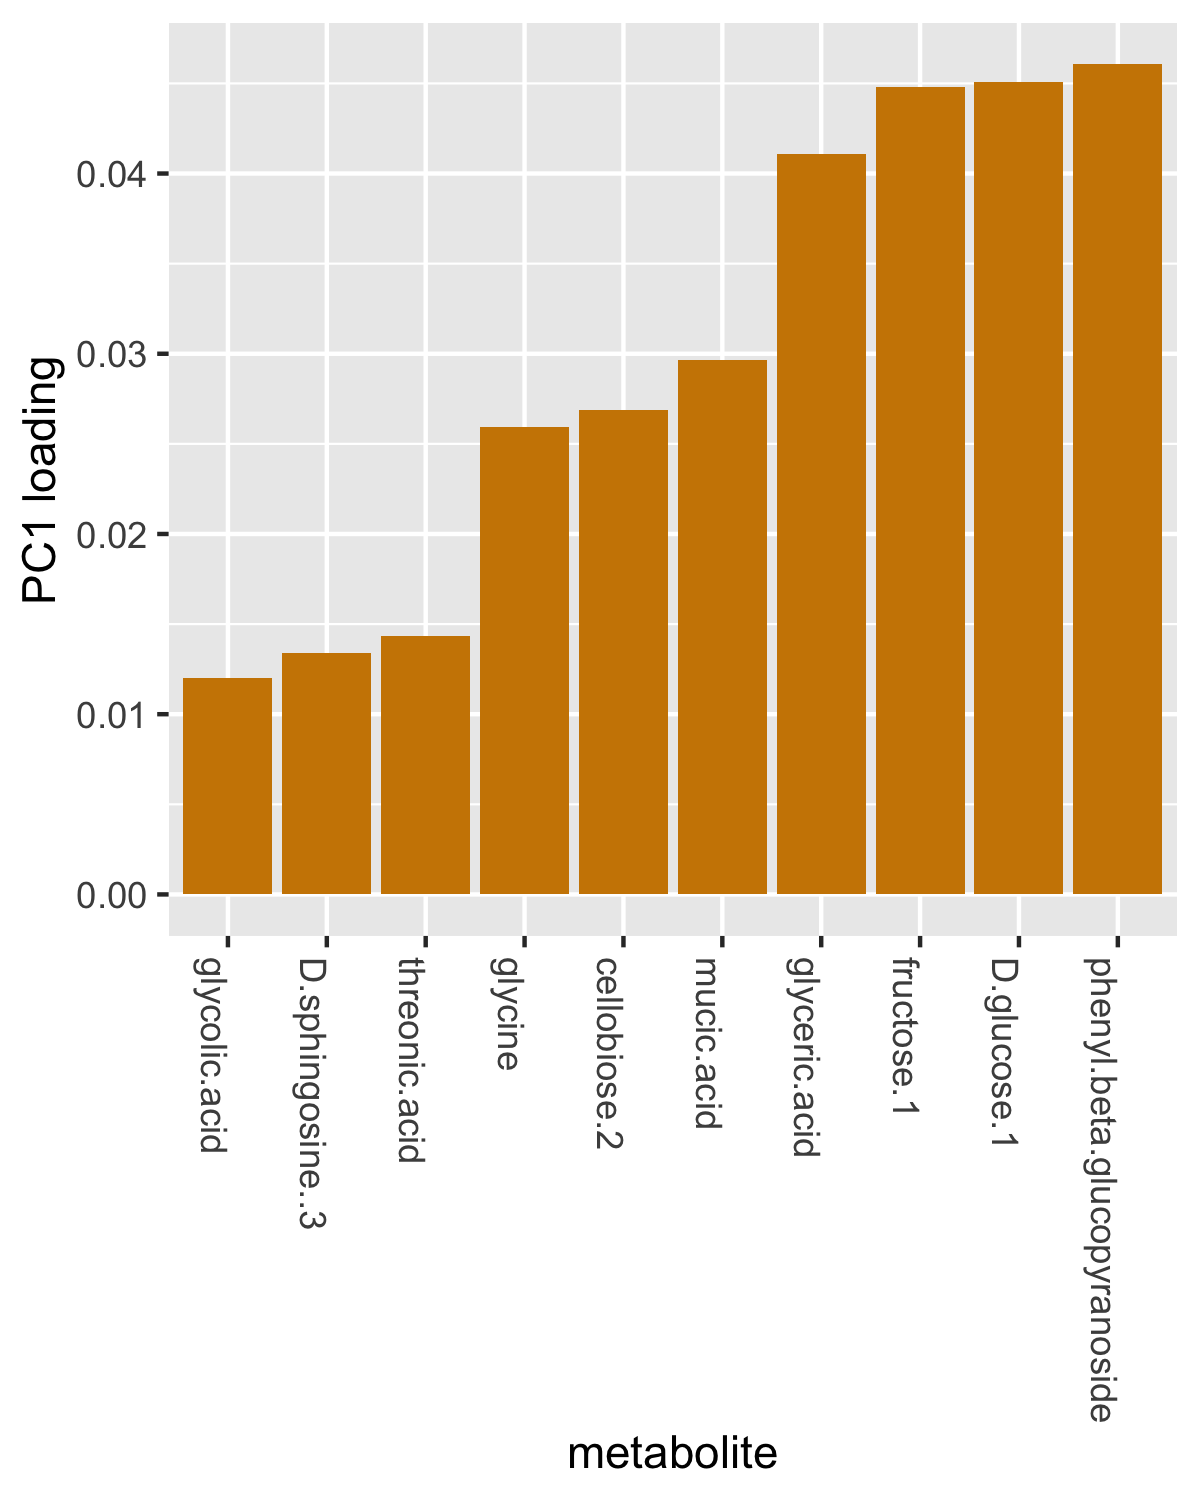 PC1 loading
0.04
0.03
0.02
0.01
0.00
glycolic.acid
D.sphingosine..3
threonic.acid
glycine
cellobiose.2
mucic.acid
glyceric.acid
fructose.1
D.glucose.1
phenyl.beta.glucopyranoside
metabolite